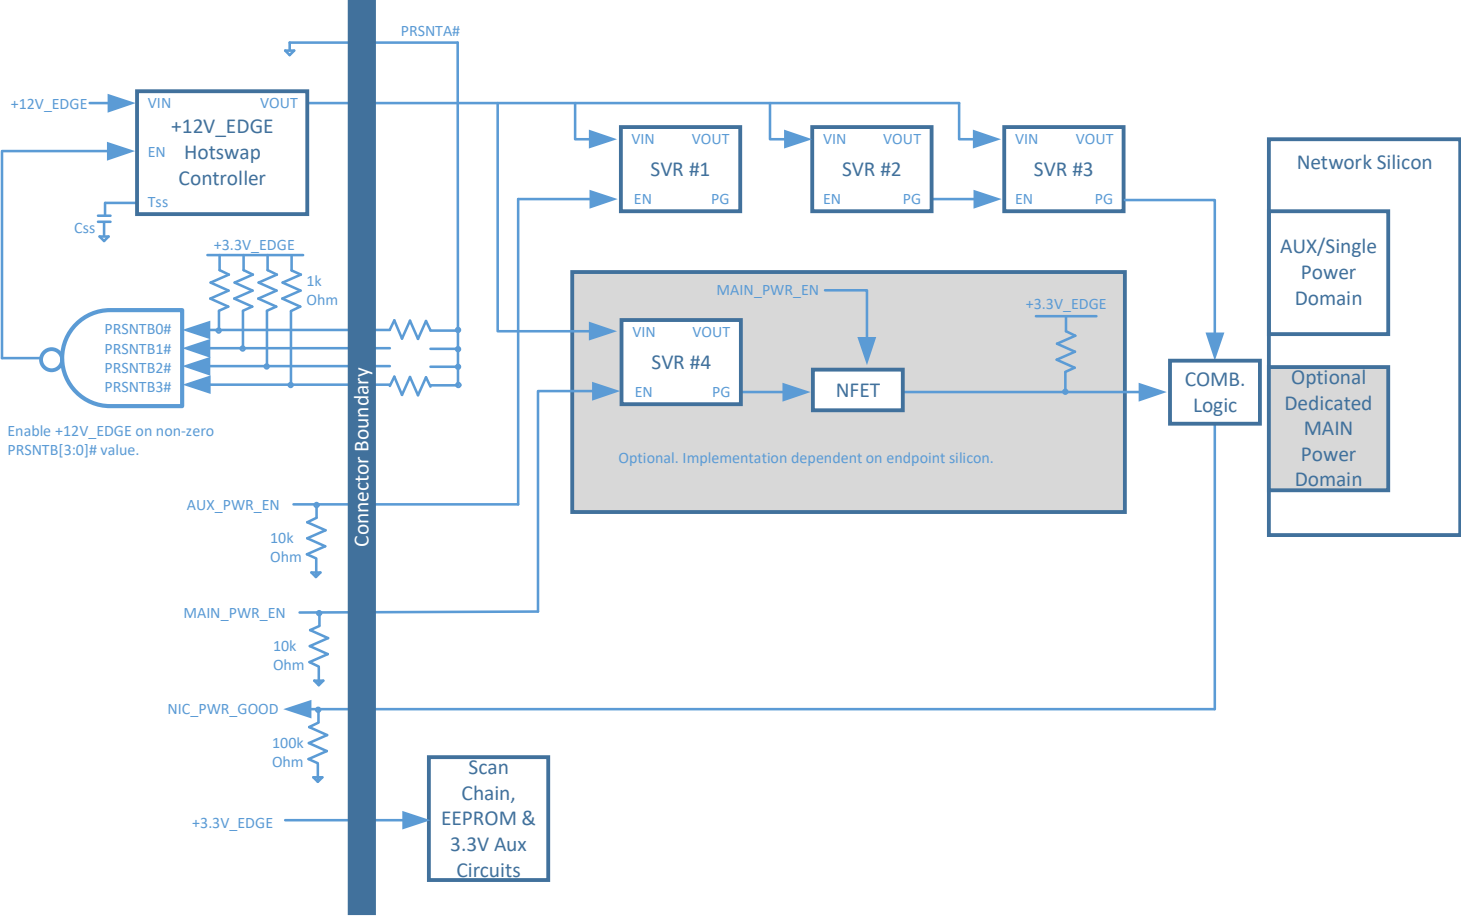 PRSNTA#
+12V_EDGE
VIN VOUT
+12V_EDGE
Hotswap
Controller
EN
Tss
Css
+3.3V_EDGE
1k
Ohm
PRSNTB0#
PRSNTB1#
PRSNTB2#
PRSNTB3#
Enable +12V_EDGE on non-zero
PRSNTB[3:0]# value.
Connector Boundary
AUX_PWR_EN
10k
Ohm
MAIN_PWR_EN
10k
Ohm
NIC_PWR_GOOD
100k
Ohm
+3.3V_EDGE
Scan
Chain,
EEPROM &
3.3V Aux
Circuits
VIN VOUT
SVR #1
EN PG
VIN VOUT
SVR #2
EN PG
VIN VOUT
SVR #3
EN PG
MAIN_PWR_EN
+3.3V_EDGE
VIN VOUT
SVR #4
EN PG
NFET
Optional. Implementation dependent on endpoint silicon.
COMB.
Logic
Network Silicon
AUX/Single
Power
Domain
Optional
Dedicated
MAIN
Power
Domain